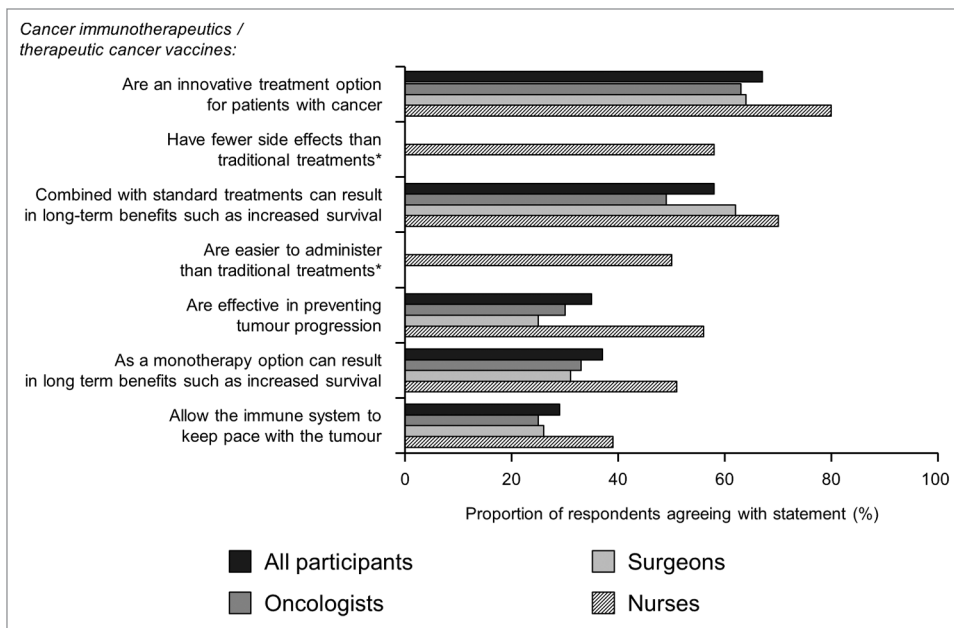 Cancer immunotherapeutics /
therapeutic cancer vaccines:
Are an innovative treatment option
for patients with cancer
Have fewer side effects than
traditional treatments*
Combined with standard treatments can result
in long-term benefits such as increased survival
Are easier to administer
than traditional treatments*
Are effective in preventing
tumour progression
As a monotherapy option can result
in long term benefits such as increased survival
Allow the immune system to
keep pace with the tumour
0 20 40 60 80 100
Proportion of respondents agreeing with statement (%)
All participants Surgeons
Oncologists Nurses